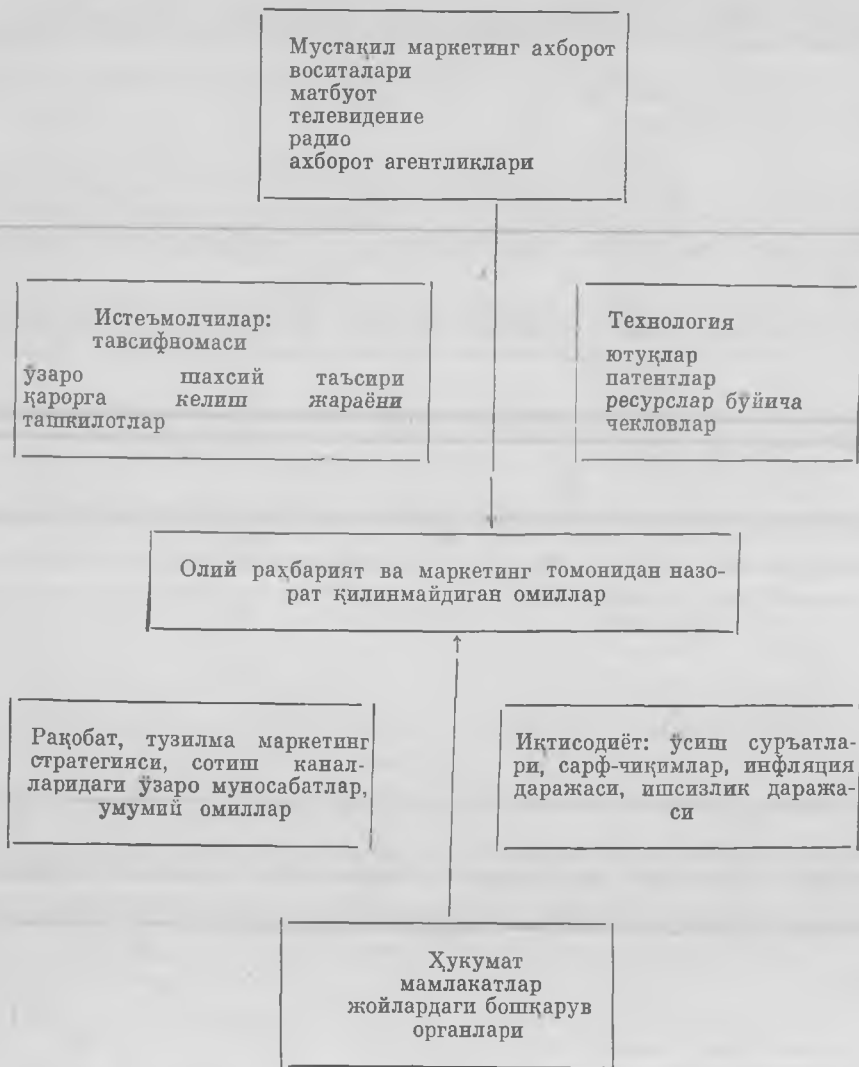 Мустақил маркетинг ахборот
воситалари
матбуот
телевидение
радио
ахборот агентликлари
Истеъмолчилар:
тавсифномаси
ўзаро шахсий таъсири
қарорга келиш жараёни
ташкилотлар
Технология
ютуқлар
патентлар
ресурслар буйича
чекловлар
Олий раҳбарият ва маркетинг томонидан назо-
рат қилинмайдиган омиллар
Рақобат, тузилма маркетинг
стратегияси, сотиш канал-
ларидаги ўзаро муносабатлар,
умумий омиллар
Иқтисодиёт: ўсиш суръатла-
ри, сарф-чиқимлар, инфляция
даражаси, ишсизлик даража-
си
Ҳукумат
мамлакатлар
жойлардаги бошқарув
органлари